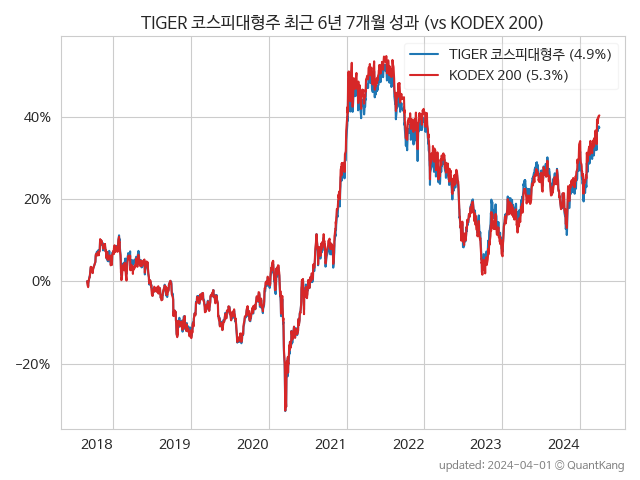 TIGER 코스피대형주 최근 6년 7개월 성과 (vs KODEX 200)
TIGER 코스피대형주 (4.9%)
KODEX 200 (5.3%)
40%
20%
0%
−20%
2018 2019 2020 2021 2022 2023 2024
updated: 2024-04-01 © QuantKang